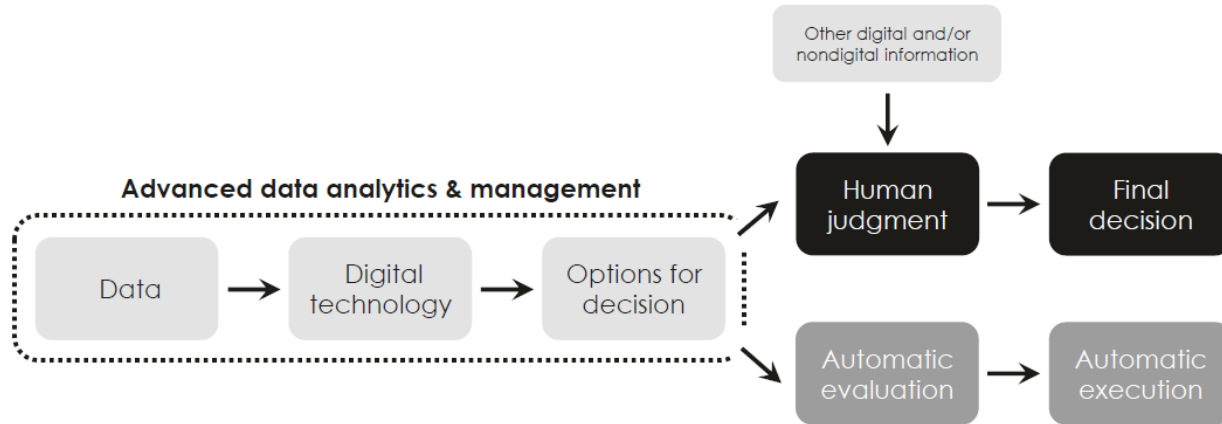 Other digital and/or
nondigital information
Advanced data analytics & management
Human
judgment
Final
decision
Data
Digital
technology
Options for
decision
Automatic
evaluation
Automatic
execution